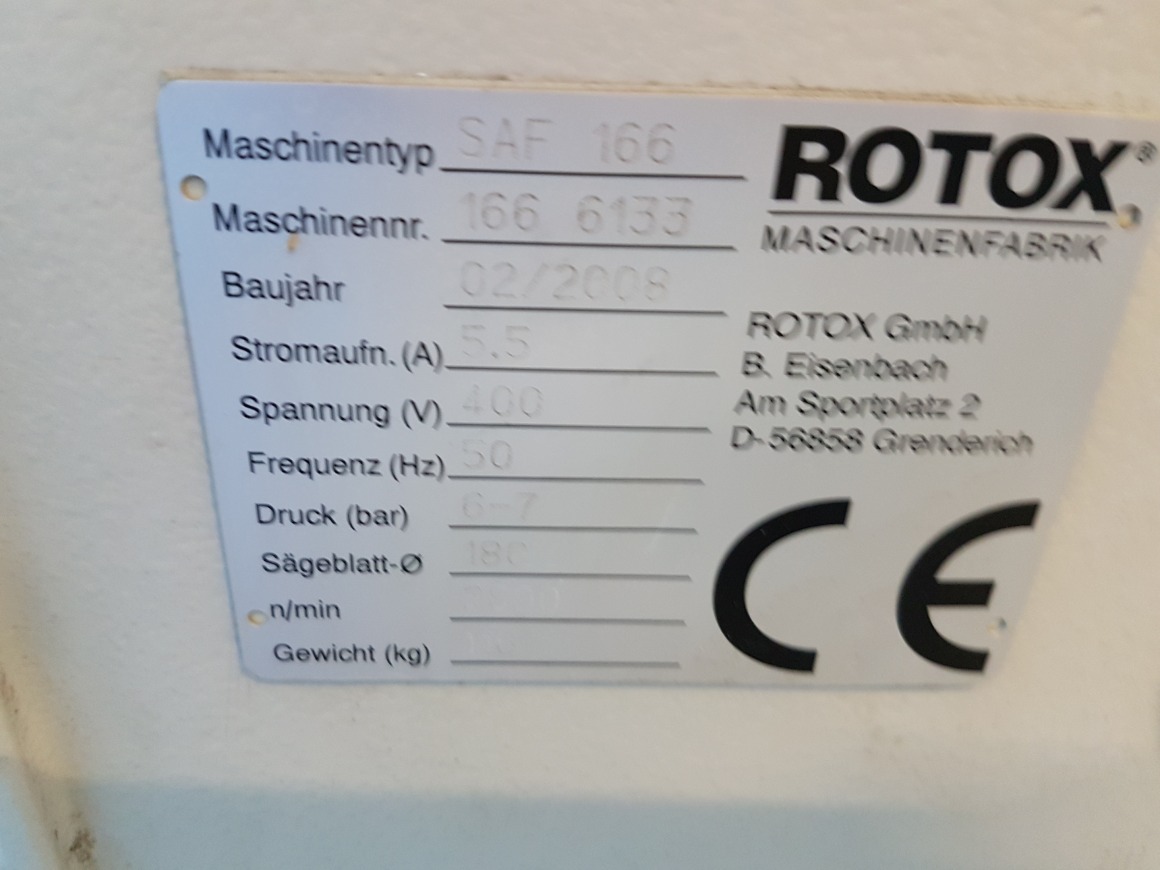 Maschinentyp SAF 166
Maschinennr. 166 6133
Baujahr 02/2008
Stromaufn. (A) 5.5
Spannung (V) 400
Frequenz (Hz) 50
Druck (bar) 6-7
Sägeblatt-Ø 180
n/min
Gewicht (kg)
ROTOX®
MASCHINENFABRIK
ROTOX GmbH
B. Eisenbach
Am Sportplatz 2
D-56858 Grenderich
CE